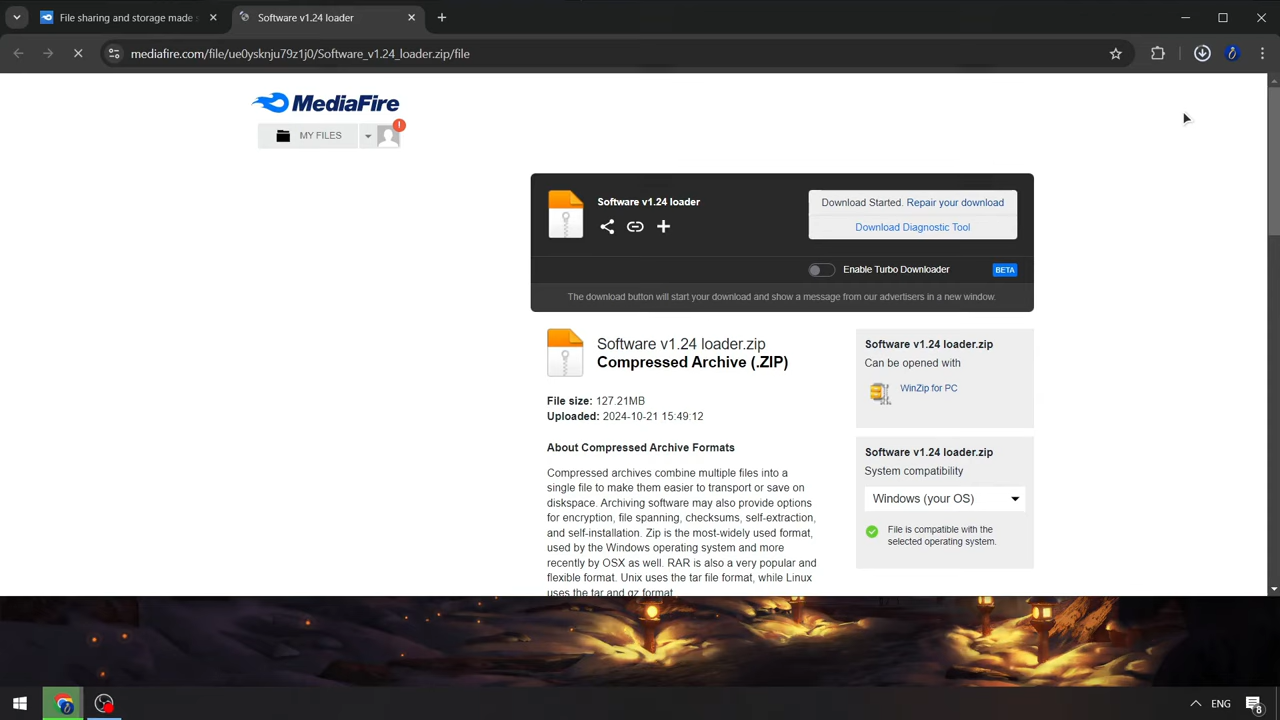 File sharing and storage made s
Software v1.24 loader
mediafire.com/file/ue0ysknju79z1j0/Software_v1.24_loader.zip/file
MediaFire
MY FILES
!
Software v1.24 loader
Download Started. Repair your download
Download Diagnostic Tool
Enable Turbo Downloader
BETA
The download button will start your download and show a message from our advertisers in a new window.
Software v1.24 loader.zip
Compressed Archive (.ZIP)
File size: 127.21MB
Uploaded: 2024-10-21 15:49:12
About Compressed Archive Formats
Compressed archives combine multiple files into a
single file to make them easier to transport or save on
diskspace. Archiving software may also provide options
for encryption, file spanning, checksums, self-extraction,
and self-installation. Zip is the most-widely used format,
used by the Windows operating system and more
recently by OSX as well. RAR is also a very popular and
flexible format. Unix uses the tar file format, while Linux
uses the tar and gz format.
Software v1.24 loader.zip
Can be opened with
WinZip for PC
Software v1.24 loader.zip
System compatibility
Windows (your OS)
File is compatible with the
selected operating system.
ENG
8